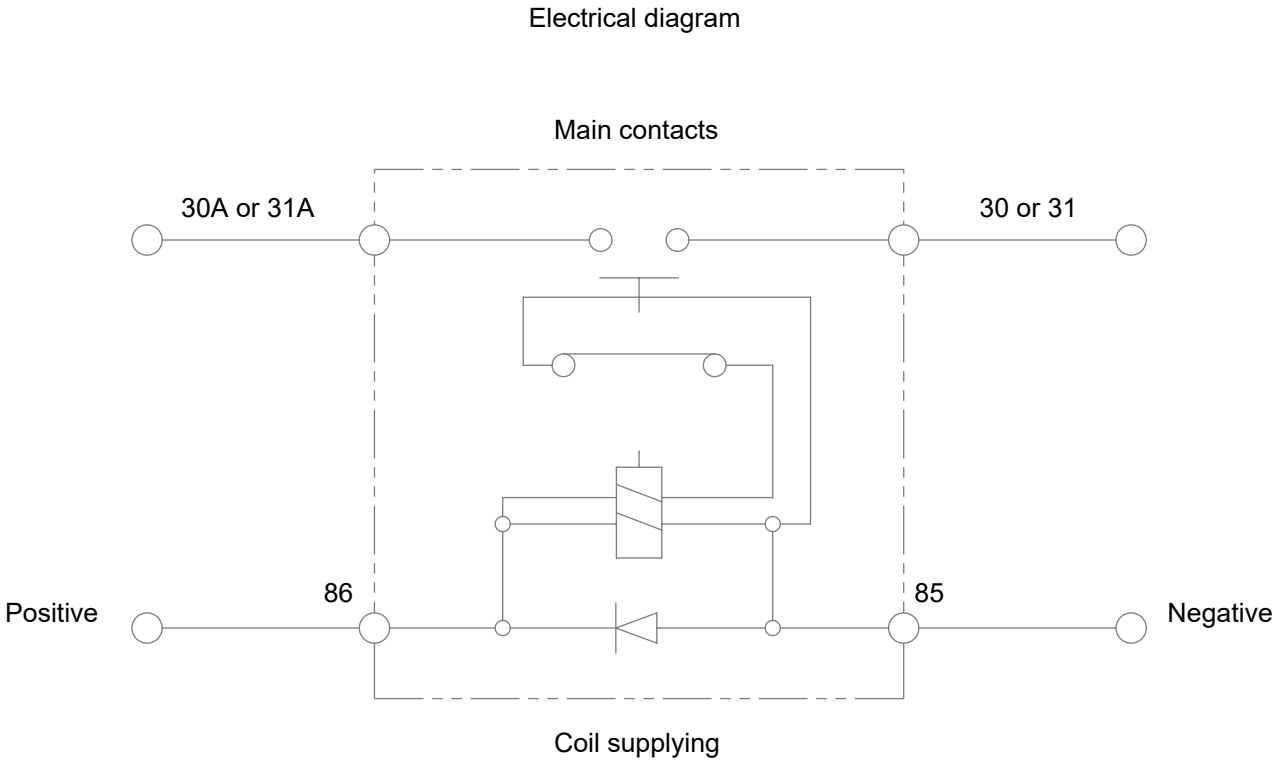 Electrical diagram
Main contacts
30A or 31A
30 or 31
86
85
Positive
Negative
Coil supplying